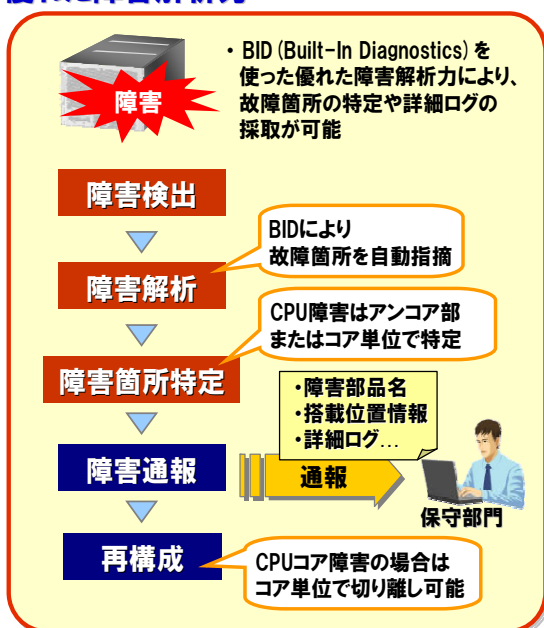 ・BID(Built-In Diagnostics)を
使った優れた障害解析力により、
故障箇所の特定や詳細ログの
採取が可能
障害
障害検出
BIDにより
故障箇所を自動指摘
障害解析
CPU障害はアンコア部
またはコア単位で特定
障害箇所特定
・障害部品名
・搭載位置情報
・詳細ログ…
障害通報
通報
保守部門
再構成
CPUコア障害の場合は
コア単位で切り離し可能